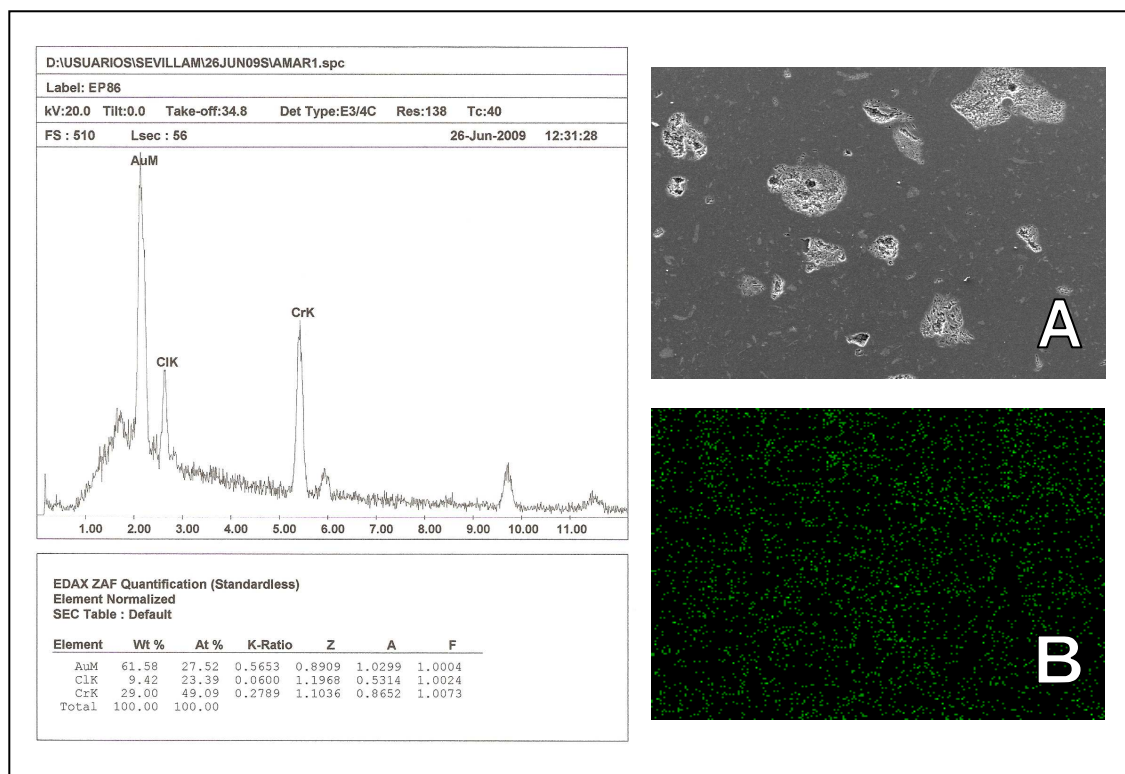 D:\USUARIOS\SEVILLAM\26JUN09S\AMAR1.spc
Label: EP86
kV:20.0 Tilt:0.0 Take-off:34.8 Det Type:E3/4C Res:138 Tc:40
FS : 510 Lsec : 56 26-Jun-2009 12:31:28
AuM
ClK
CrK
1.00 2.00 3.00 4.00 5.00 6.00 7.00 8.00 9.00 10.00 11.00
EDAX ZAF Quantification (Standardless)
Element Normalized
SEC Table : Default
Element Wt % At % K-Ratio Z A F
AuM 61.58 27.52 0.5653 0.8909 1.0299 1.0004
ClK 9.42 23.39 0.0600 1.1968 0.5314 1.0024
CrK 29.00 49.09 0.2789 1.1036 0.8652 1.0073
Total 100.00 100.00
A
B